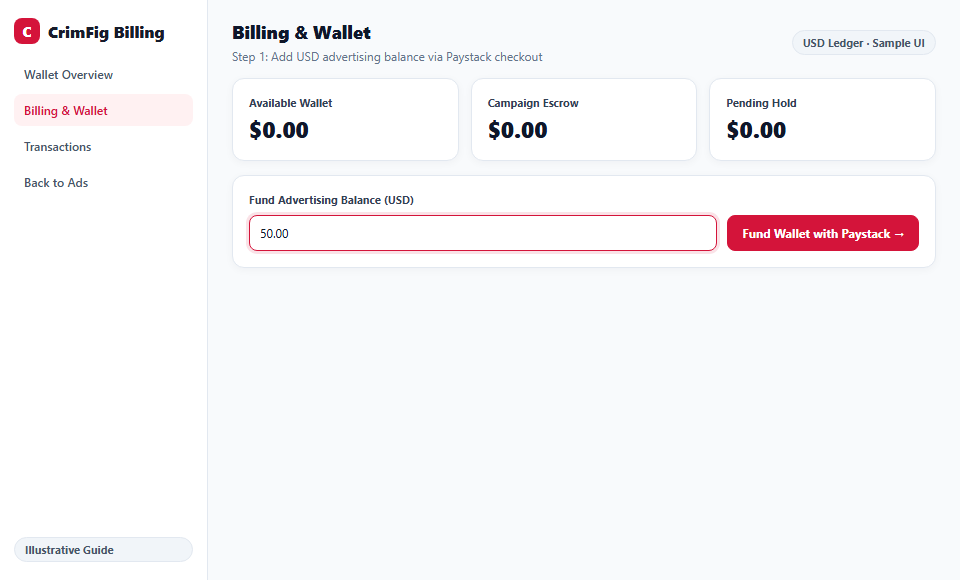 C CrimFig Billing
Wallet Overview
Billing & Wallet
Transactions
Back to Ads
Illustrative Guide
Billing & Wallet
Step 1: Add USD advertising balance via Paystack checkout
USD Ledger · Sample UI
Available Wallet
$0.00
Campaign Escrow
$0.00
Pending Hold
$0.00
Fund Advertising Balance (USD)
50.00
Fund Wallet with Paystack →